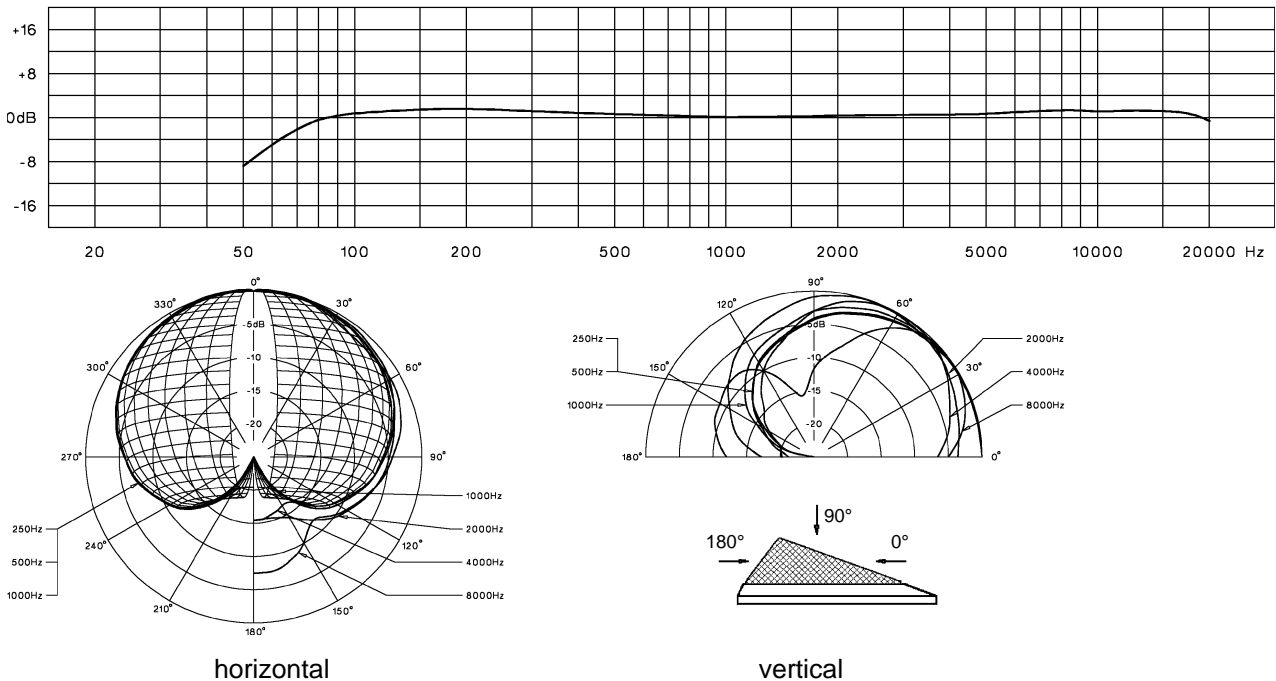 +16
+8
0dB
-8
-16
20 50 100 200 500 1000 2000 5000 10000 20000 Hz
0°
330° 30°
-5dB
300° 60°
-10
-15
-20
270° 90°
1000Hz
250Hz 2000Hz
240° 120°
500Hz 4000Hz
1000Hz 8000Hz
210° 150°
180°
horizontal
90°
120° 60°
-5dB
250Hz 2000Hz
-10
150° 30°
500Hz 4000Hz
-15
1000Hz 8000Hz
-20
180° 0°
90°
180° 0°
vertical